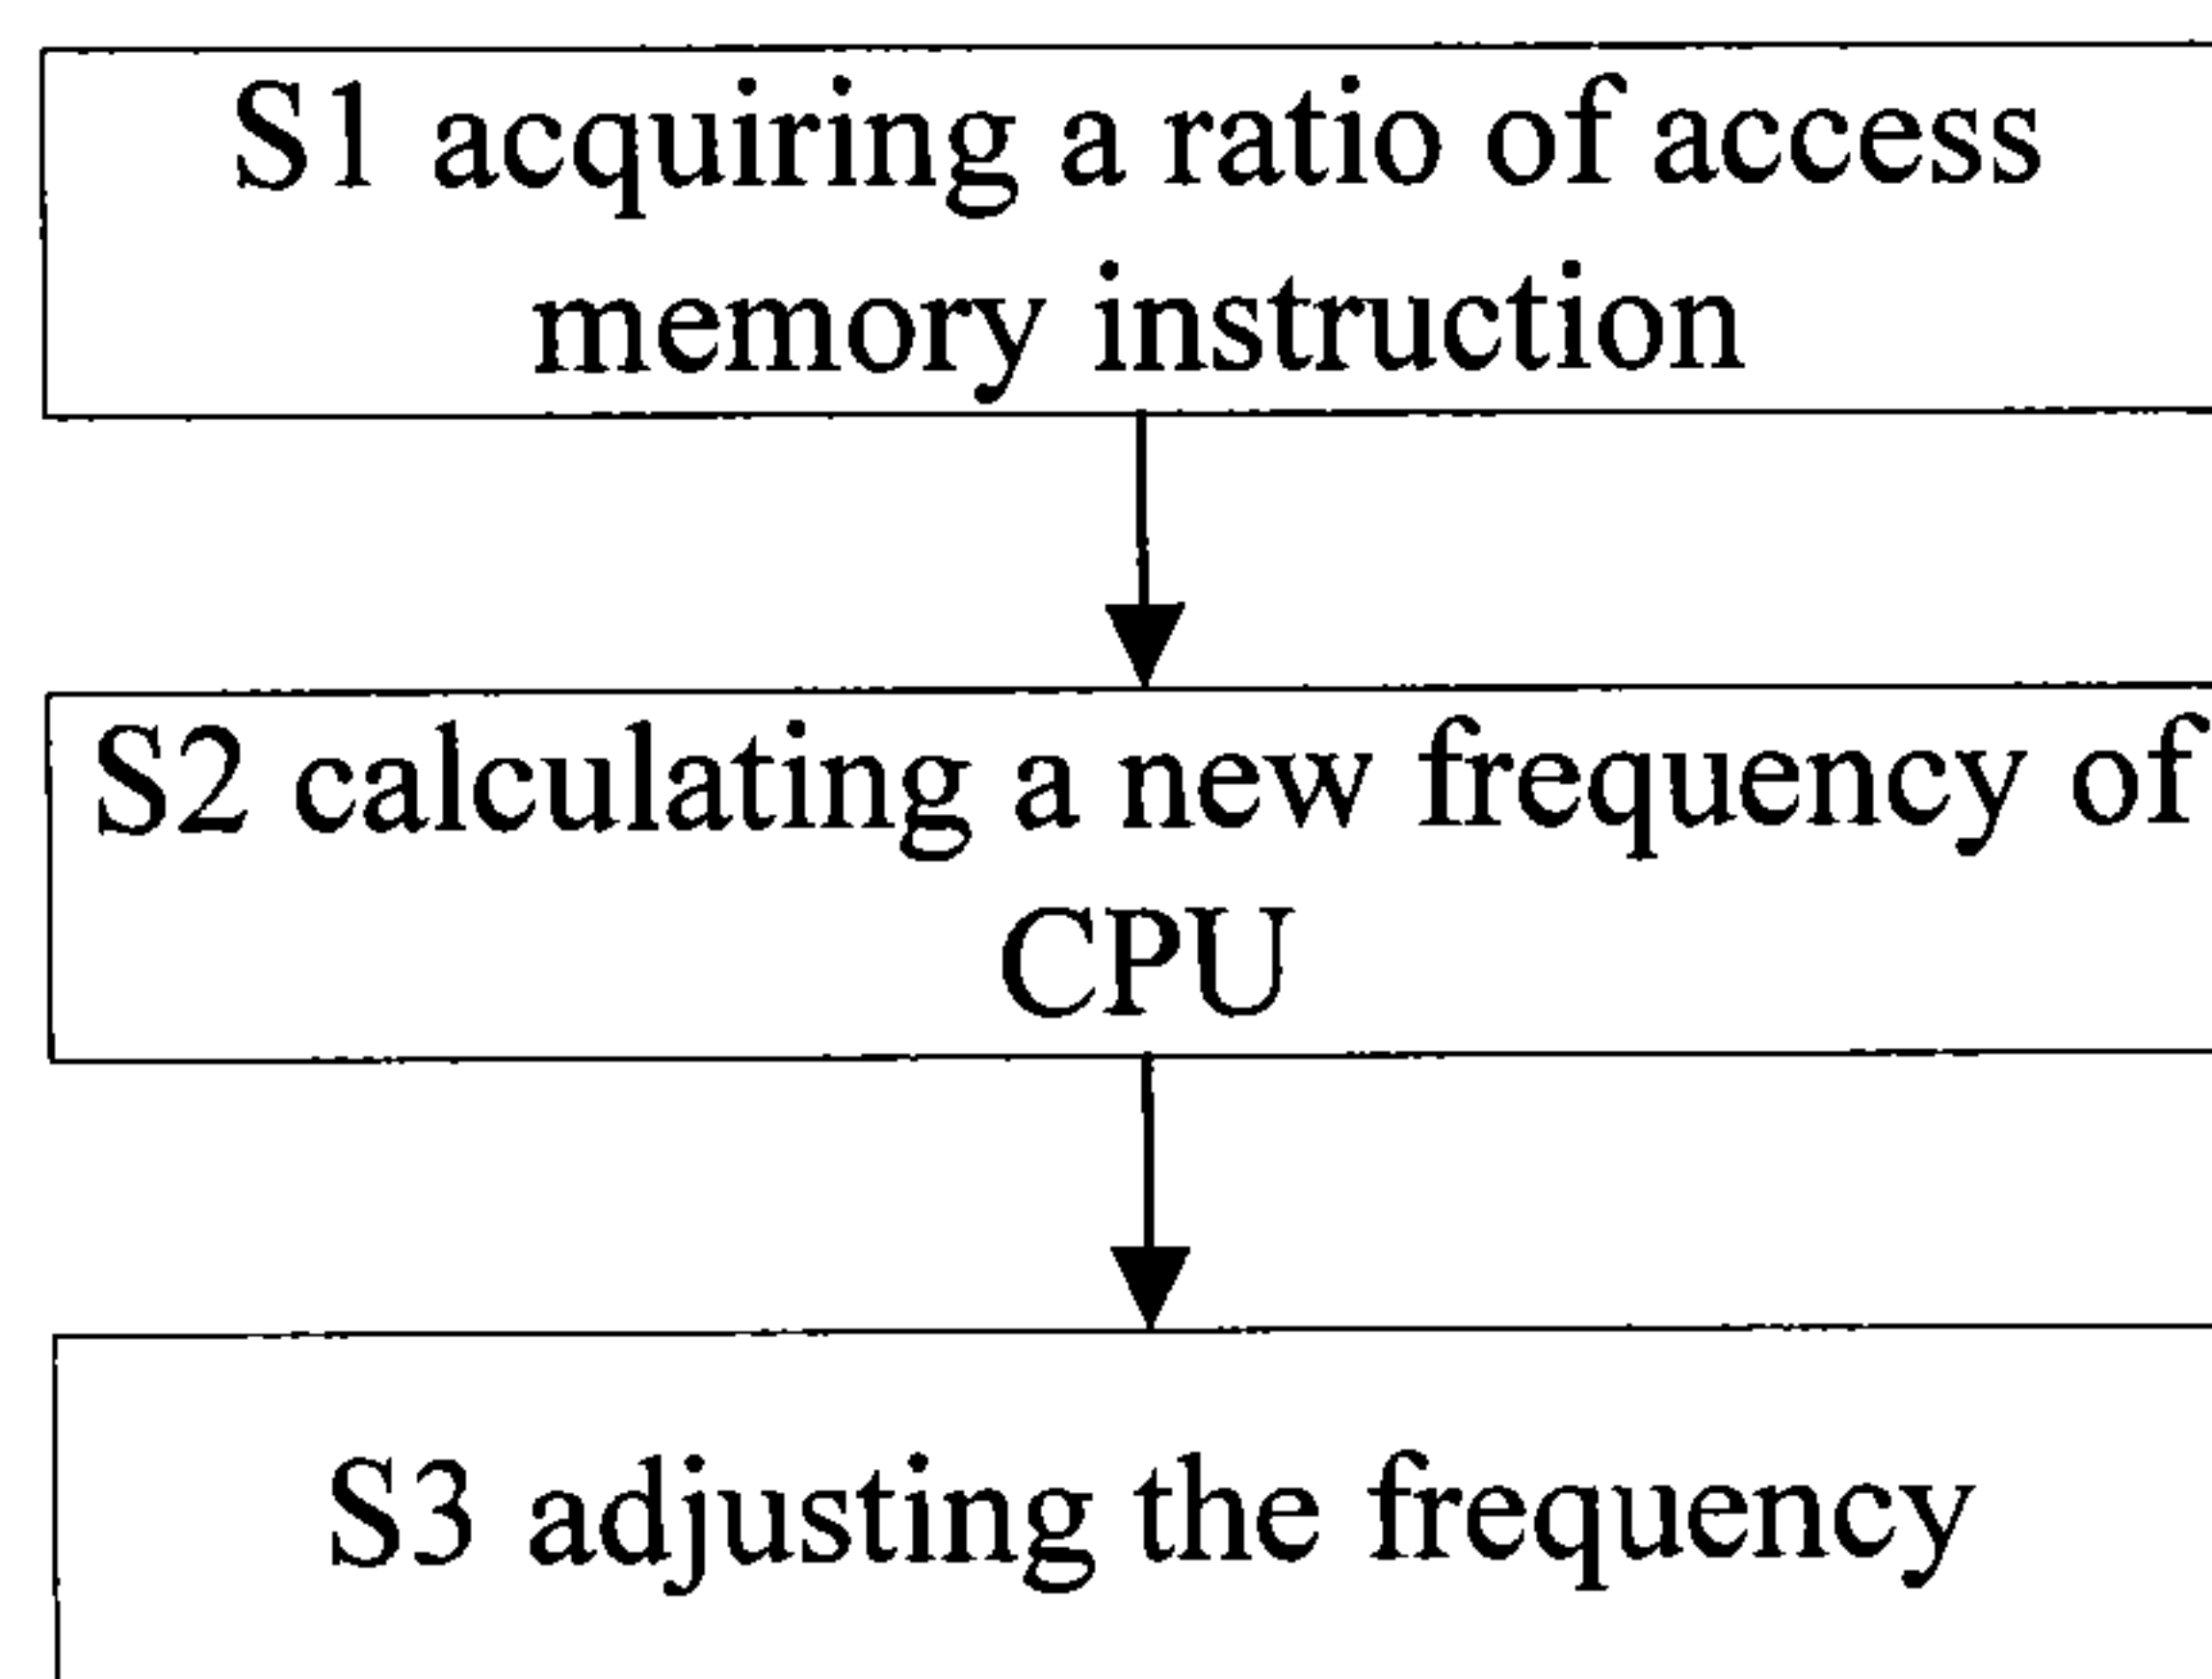 S1 acquiring a ratio of access
memory instruction
S2 calculating a new frequency of
CPU
S3 adjusting the frequency